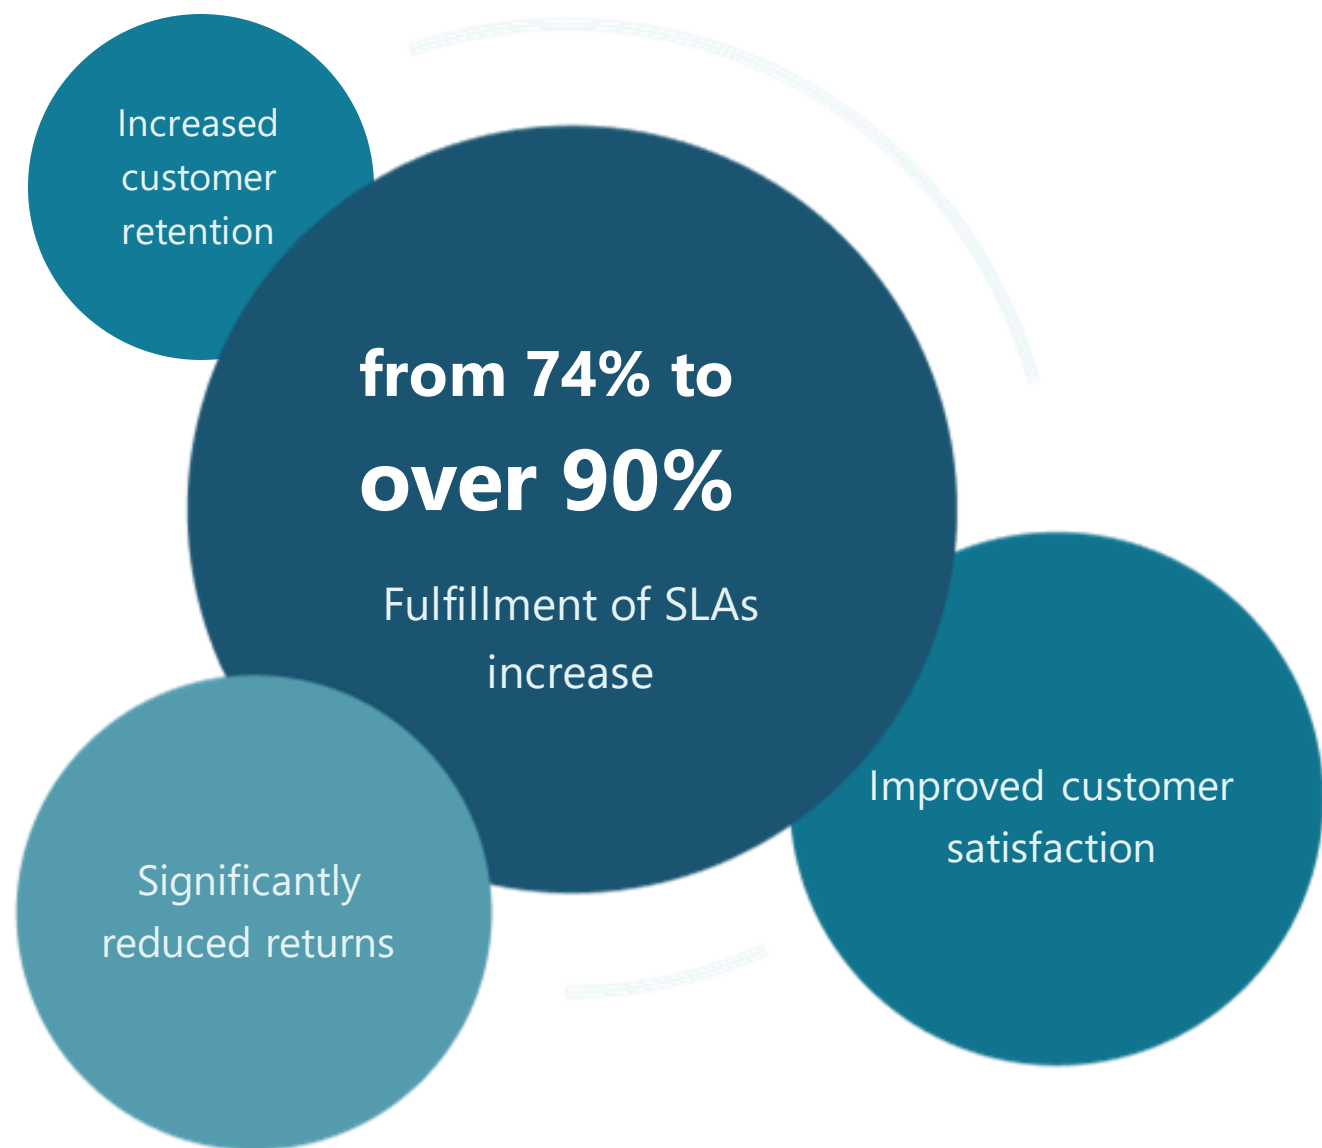 Increased
customer
retention
from 74% to
over 90%
Fulfillment of SLAs
increase
Improved customer
satisfaction
Significantly
reduced returns